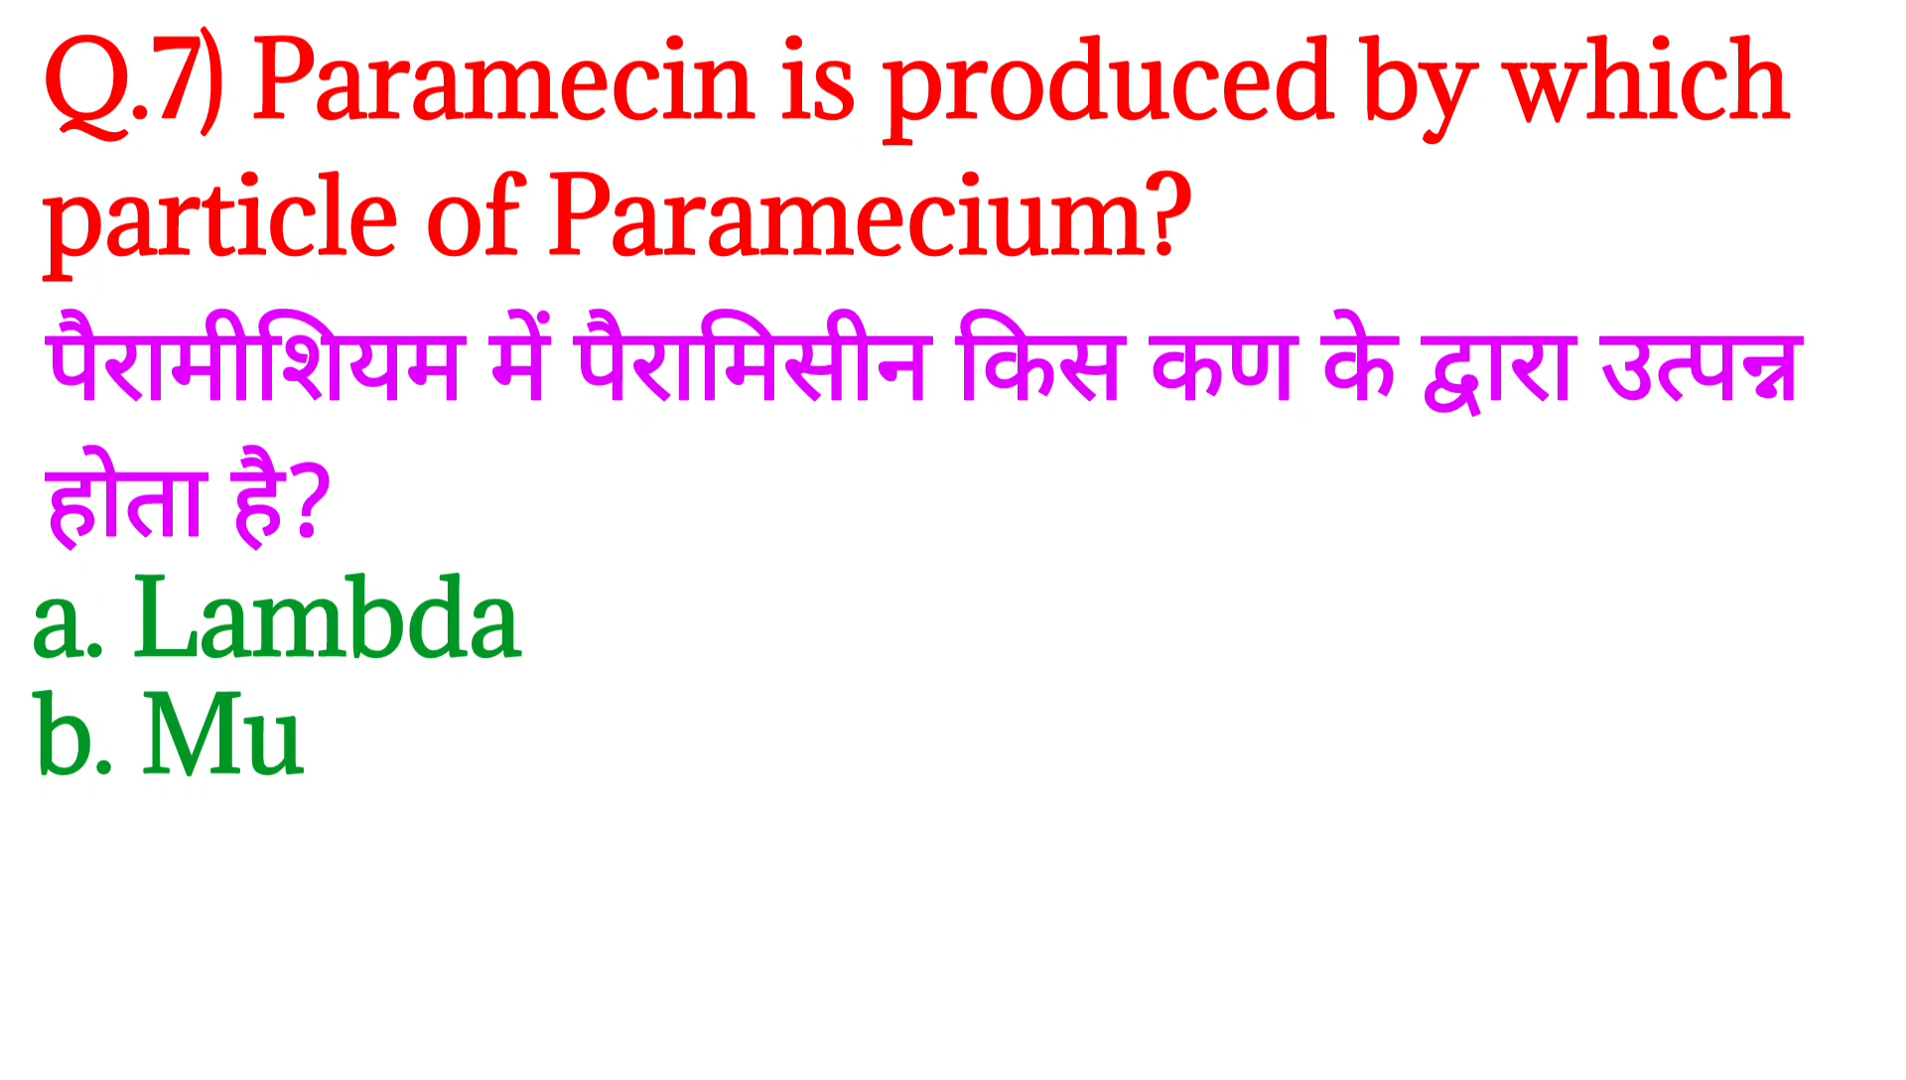 Q.7) Paramecin is produced by which
particle of Paramecium?
पैरामीशियम में पैरामिसीन किस कण के द्वारा उत्पन्न
होता है?
a. Lambda
b. Mu